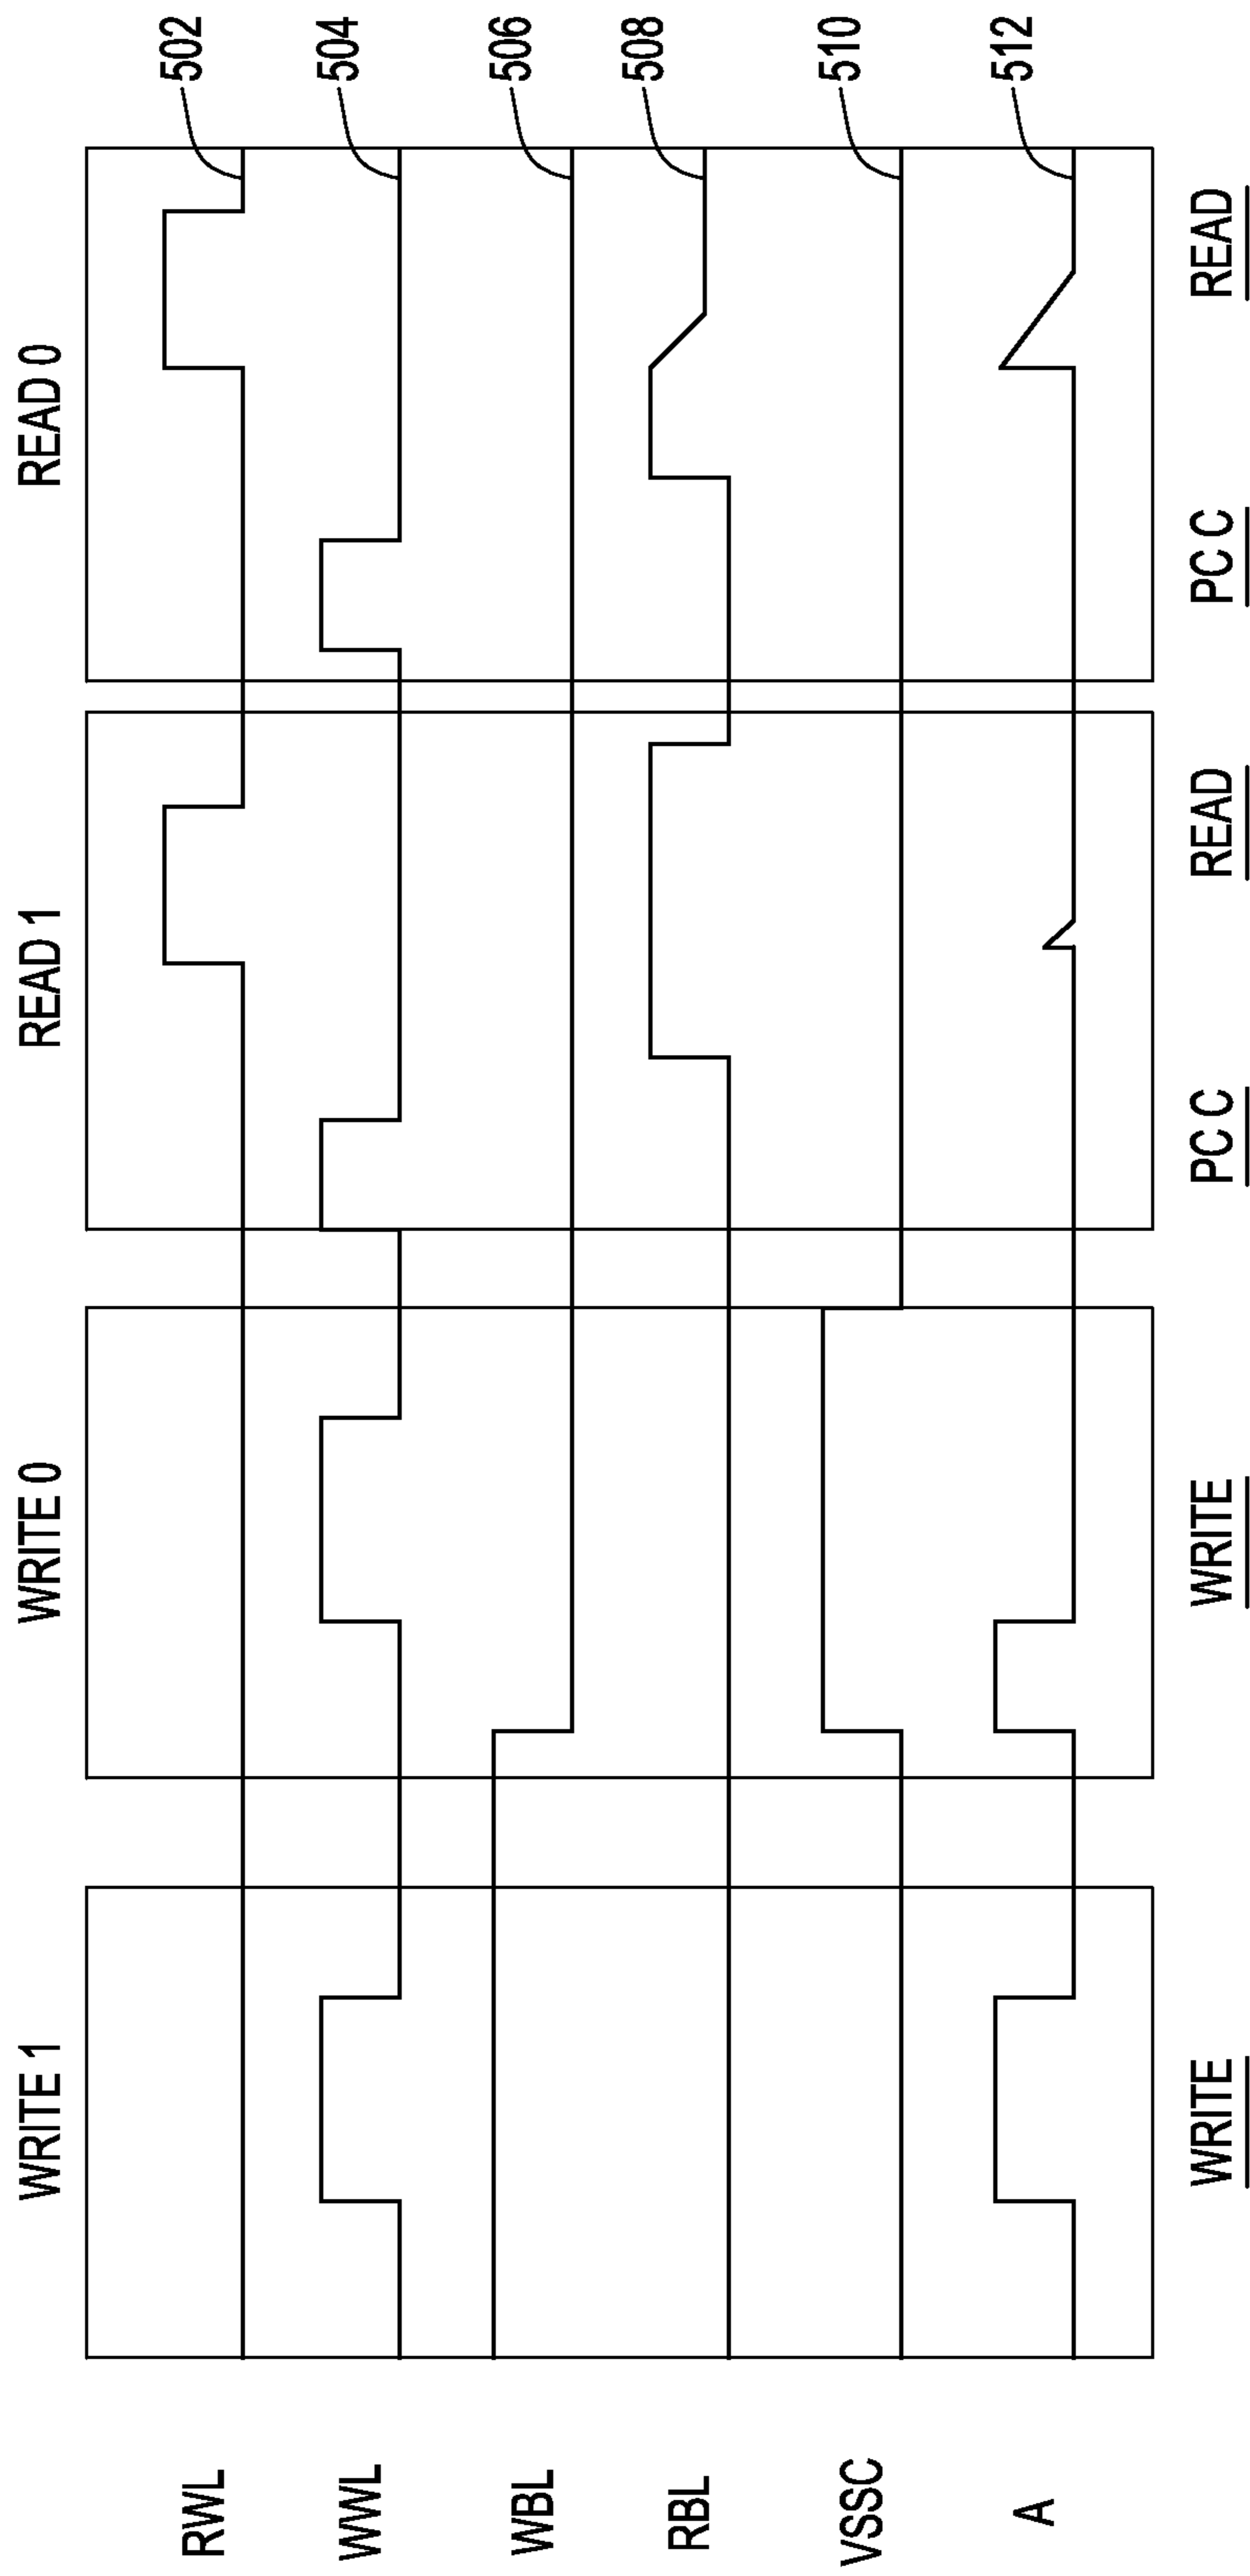 WRITE 1 WRITE 0 READ 1 READ 0
RWL 502
WWL 504
WBL 506
RBL 508
VSSC 510
A 512
WRITE WRITE PC C READ PC C READ